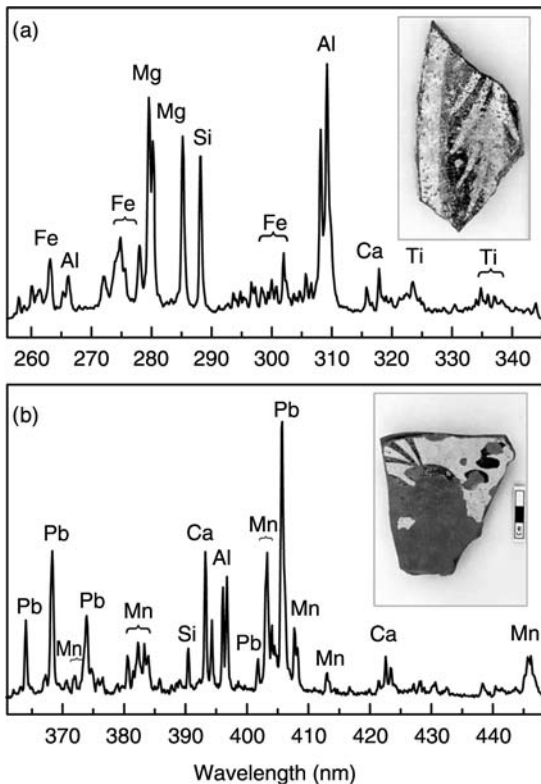 (a)
Al
Mg
Mg
Si
Fe
Fe
Al
Fe
Ca
Ti
Ti
260 270 280 290 300 310 320 330 340
(b)
Pb
Pb
Mn
Ca
Al
Pb
Pb
Mn
Mn
Si
Pb
Mn
Mn
Ca
Mn
370 380 390 400 410 420 430 440
Wavelength (nm)